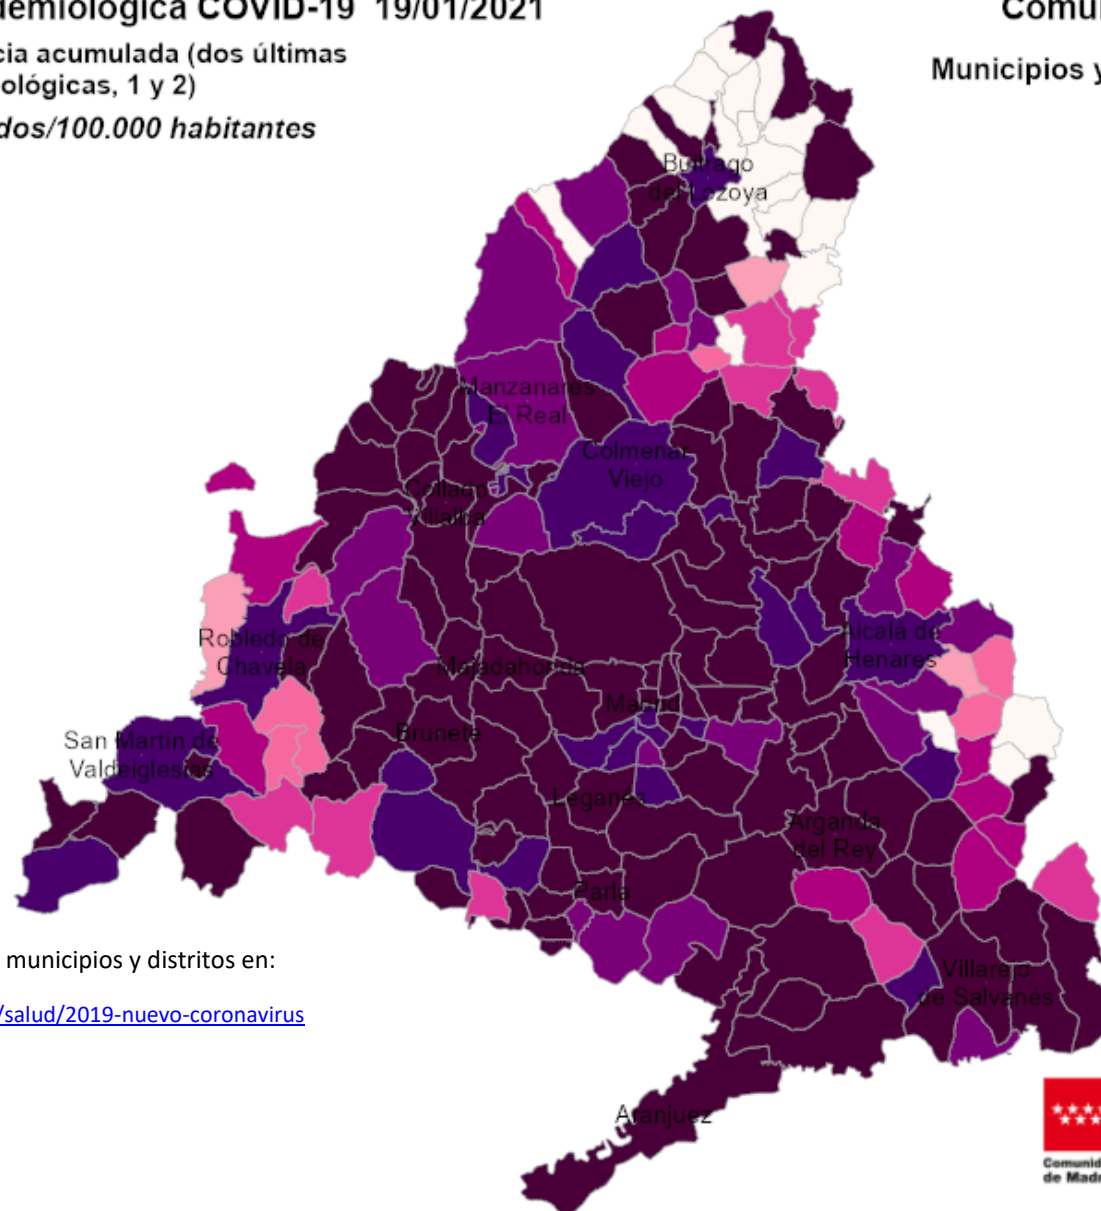 demiológica COVID-19 19/01/2021
Comu
cia acumulada (dos últimas
ológicas, 1 y 2)
Municipios y
dos/100.000 habitantes
Buitrago
del Lozoya
Manzanares
El Real
Colmenar
Viejo
Collado
Villalba
Alcalá de
Henares
Robledo de
Chavela
Majadahonda
Madrid
San Martín de
Valdeiglesias
Brunete
Leganés
Arganda
del Rey
Parla
municipios y distritos en:
Villarejo
de Salvanés
/salud/2019-nuevo-coronavirus
Aranjuez
Comunid
de Madr